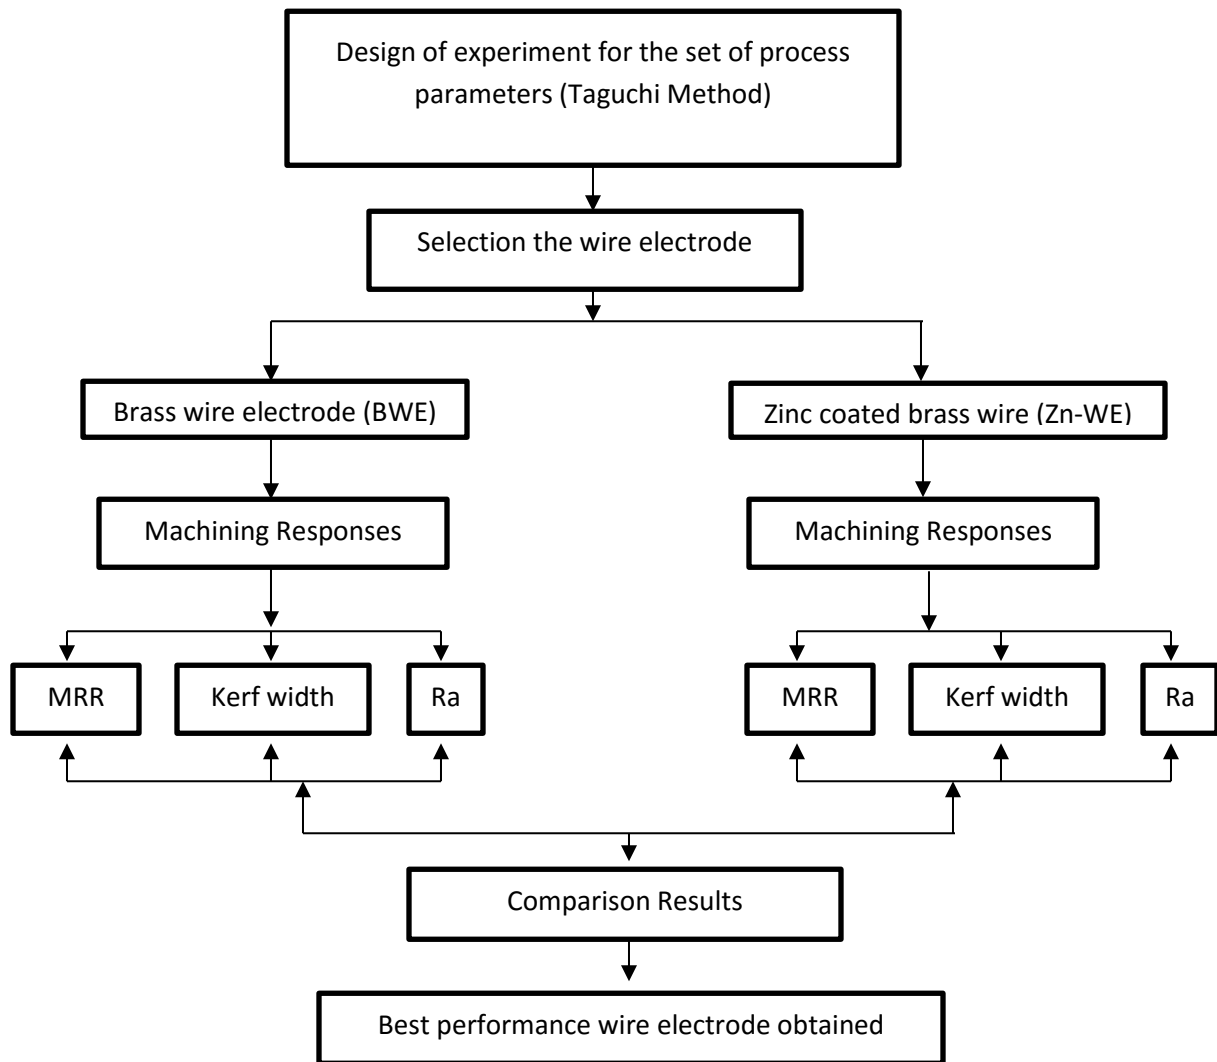 Design of experiment for the set of process
parameters (Taguchi Method)
Selection the wire electrode
Brass wire electrode (BWE)
Zinc coated brass wire (Zn-WE)
Machining Responses
Machining Responses
MRR
Kerf width
Ra
MRR
Kerf width
Ra
Comparison Results
Best performance wire electrode obtained